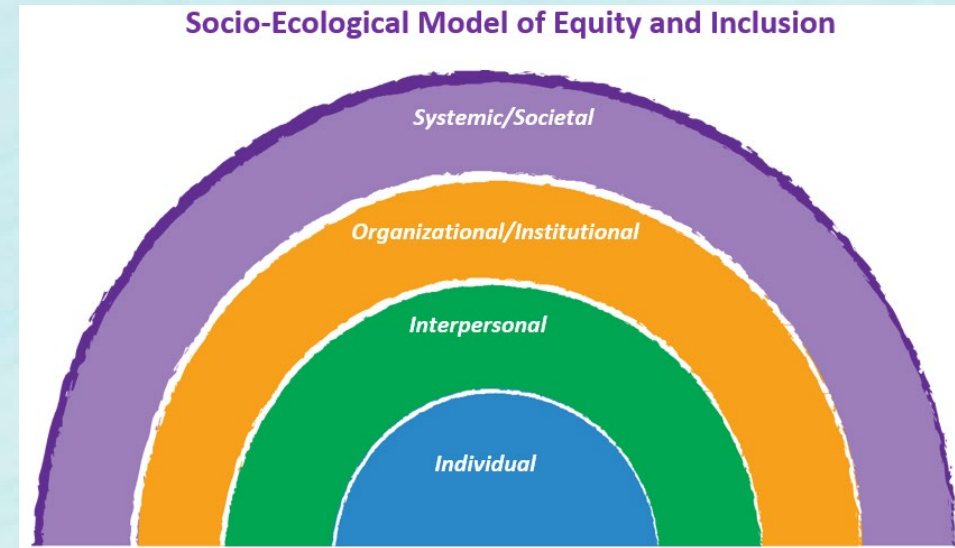 Socio-Ecological Model of Equity and Inclusion
Systemic/Societal
Organizational/Institutional
Interpersonal
Individual